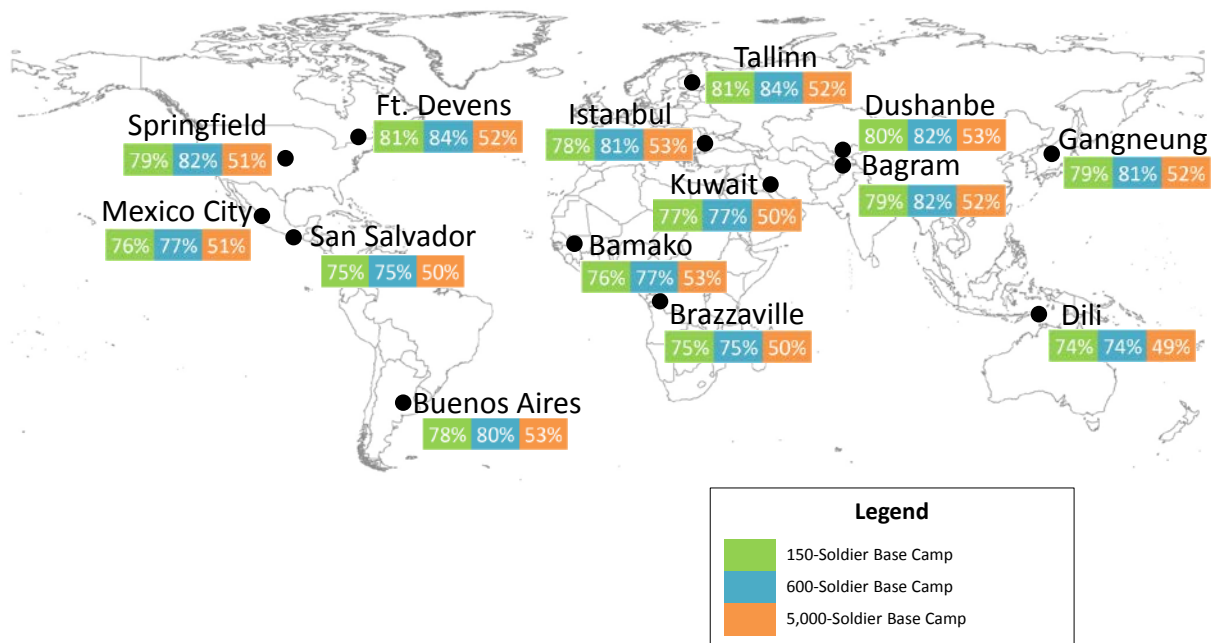 Tallinn
81% 84% 52%
Ft. Devens
81% 84% 52%
Istanbul
78% 81% 53%
Dushanbe
80% 82% 53%
Springfield
79% 82% 51%
Gangneung
79% 81% 52%
Bagram
79% 82% 52%
Kuwait
77% 77% 50%
Mexico City
76% 77% 51%
San Salvador
75% 75% 50%
Bamako
76% 77% 53%
Brazzaville
75% 75% 50%
Dili
74% 74% 49%
Buenos Aires
78% 80% 53%
Legend
150-Soldier Base Camp
600-Soldier Base Camp
5,000-Soldier Base Camp